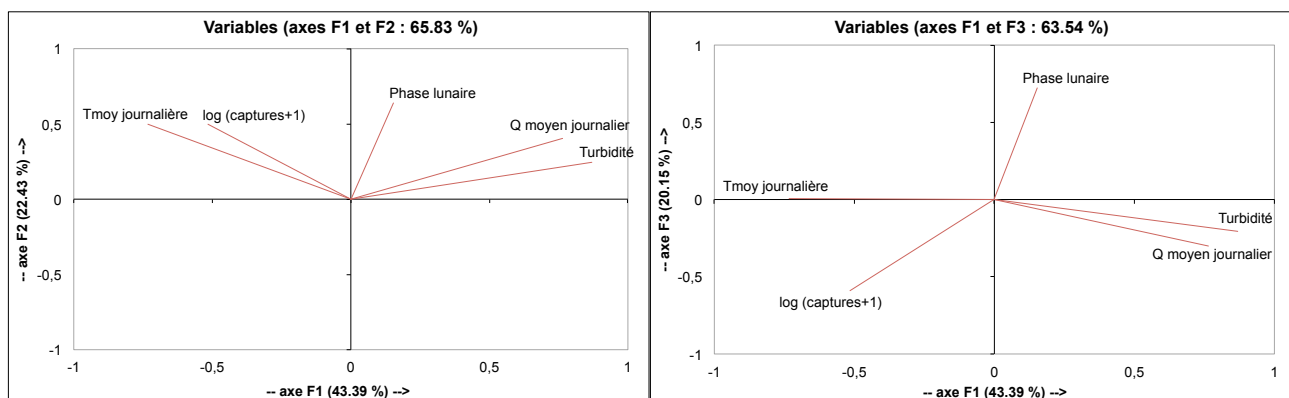 Variables (axes F1 et F2 : 65.83 %)
1
Phase lunaire
Tmoy journalière
log (captures+1)
0,5
Q moyen journalier
Turbidité
0
-0,5
-1
-1
-0,5
0
0,5
1
-- axe F2 (22.43 %) -->
-- axe F1 (43.39 %) -->
Variables (axes F1 et F3 : 63.54 %)
1
Phase lunaire
0,5
Tmoy journalière
0
Turbidité
Q moyen journalier
-0,5
log (captures+1)
-1
-1
-0,5
0
0,5
1
-- axe F3 (20.15 %) -->
-- axe F1 (43.39 %) -->